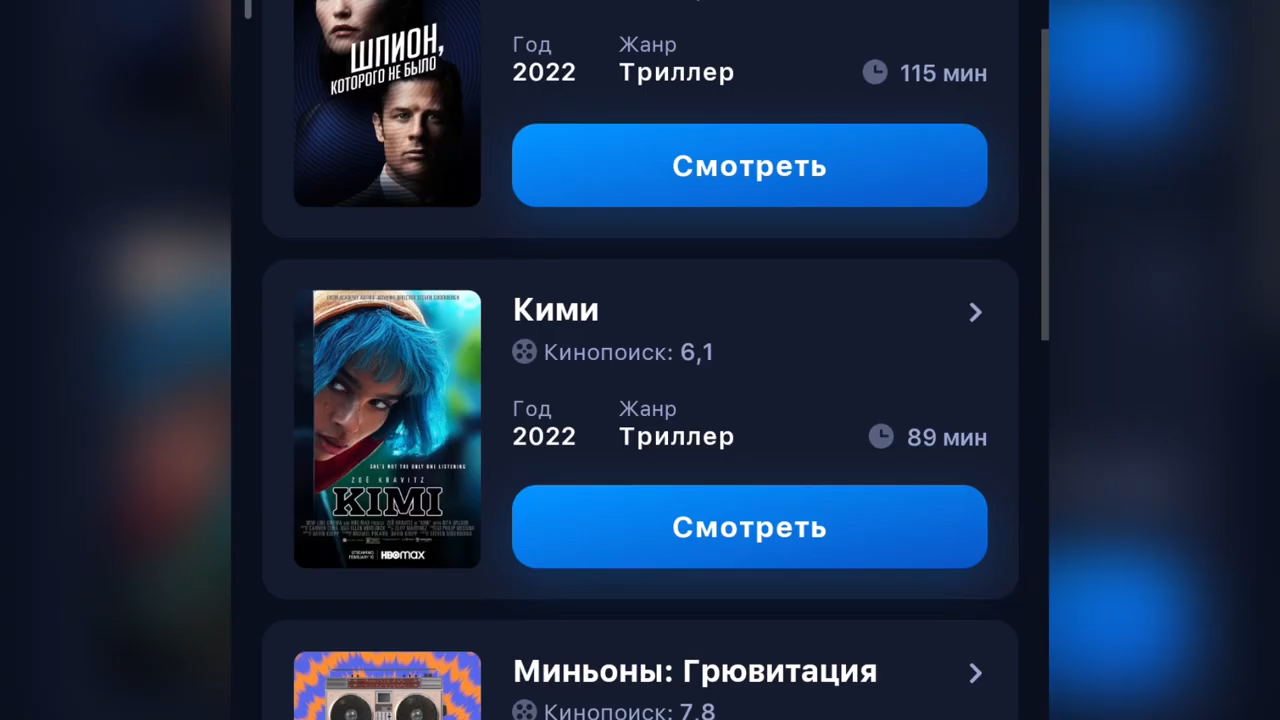 ШПИОН,
КОТОРОГО НЕ БЫЛО
Год
Жанр
2022
Триллер
115 мин
Смотреть
Кими
Кинопоиск: 6,1
Год
Жанр
2022
Триллер
89 мин
SHE'S NOT THE ONLY ONE LISTENING
ZOË KRAVITZ
KIMI
HBOMAX
Смотреть
Миньоны: Грювитация
Кинопоиск: 7,8